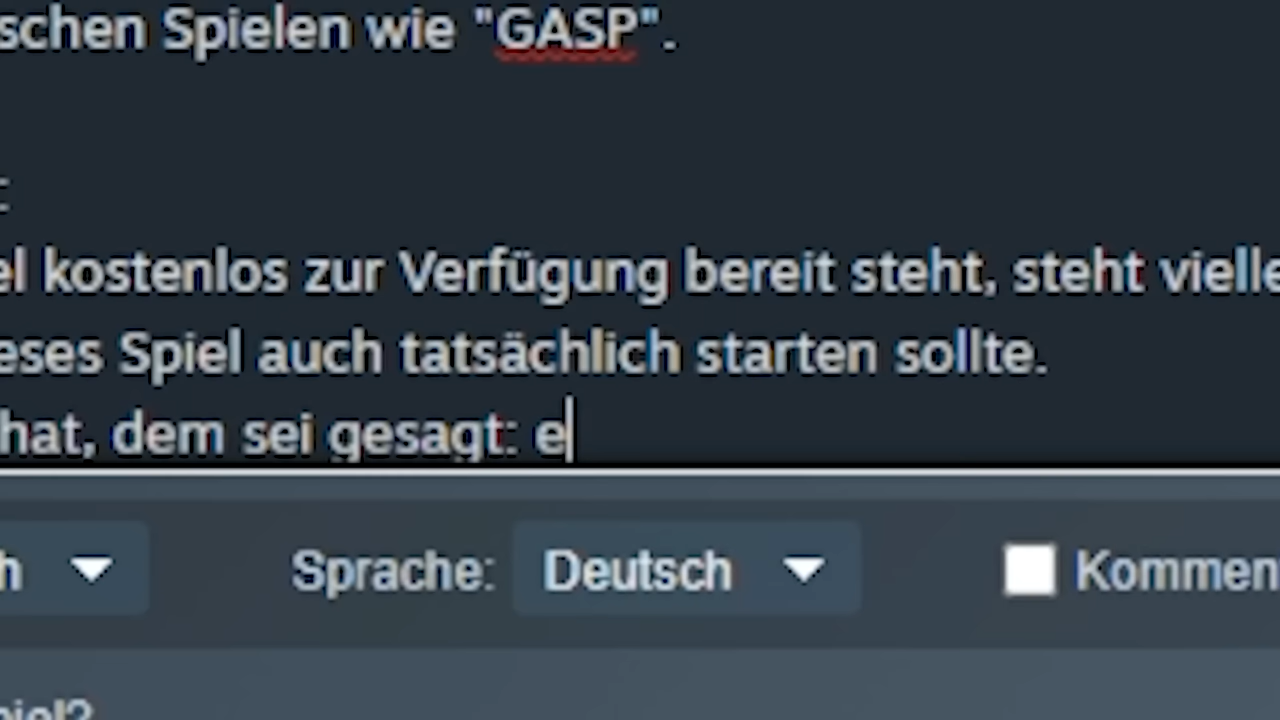 schen Spielen wie "GASP".
:
el kostenlos zur Verfügung bereit steht, steht vielle
eses Spiel auch tatsächlich starten sollte.
hat, dem sei gesagt: e
h Sprache: Deutsch Kommen
piel?